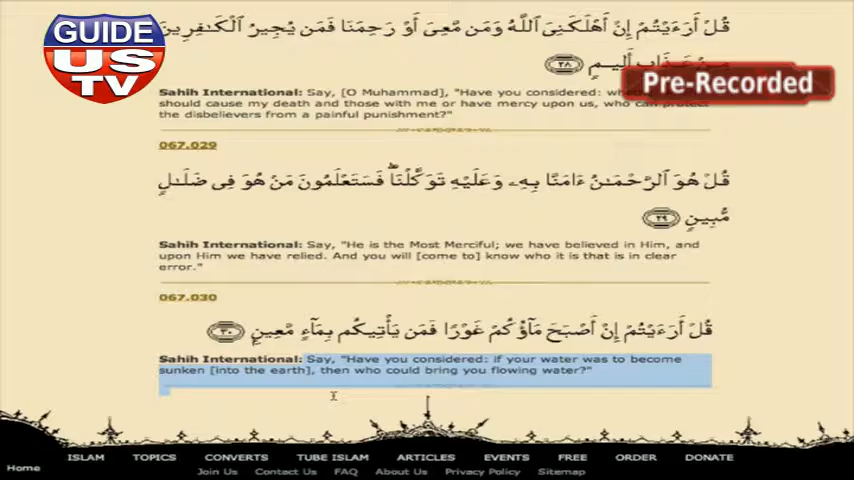 GUIDE
US
TV
Pre-Recorded
قُلْ أَرَءَيْتُمْ إِنْ أَهْلَكَنِىَ ٱللَّهُ وَمَن مَّعِىَ أَوْ رَحِمَنَا فَمَن يُجِيرُ ٱلْكَـٰفِرِينَ
مِنْ عَذَابٍ أَلِيمٍ ٢٨
Sahih International: Say, [O Muhammad], "Have you considered:
should cause my death and those with me or have mercy upon us, who can protect
the disbelievers from a painful punishment?"
067.029
قُلْ هُوَ ٱلرَّحْمَـٰنُ ءَامَنَّا بِهِۦ وَعَلَيْهِ تَوَكَّلْنَا ۖ فَسَتَعْلَمُونَ مَنْ هُوَ فِى ضَلَـٰلٍ
مُّبِينٍ ٢٩
Sahih International: Say, "He is the Most Merciful; we have believed in Him, and
upon Him we have relied. And you will [come to] know who it is that is in clear
error."
067.030
قُلْ أَرَءَيْتُمْ إِنْ أَصْبَحَ مَآؤُكُمْ غَوْرًا فَمَن يَأْتِيكُم بِمَآءٍ مَّعِينٍ ٣٠
Sahih International: Say, "Have you considered: if your water was to become
sunken [into the earth], then who could bring you flowing water?"
Home ISLAM TOPICS CONVERTS TUBE ISLAM ARTICLES EVENTS FREE ORDER DONATE
Join Us Contact Us FAQ About Us Privacy Policy Sitemap